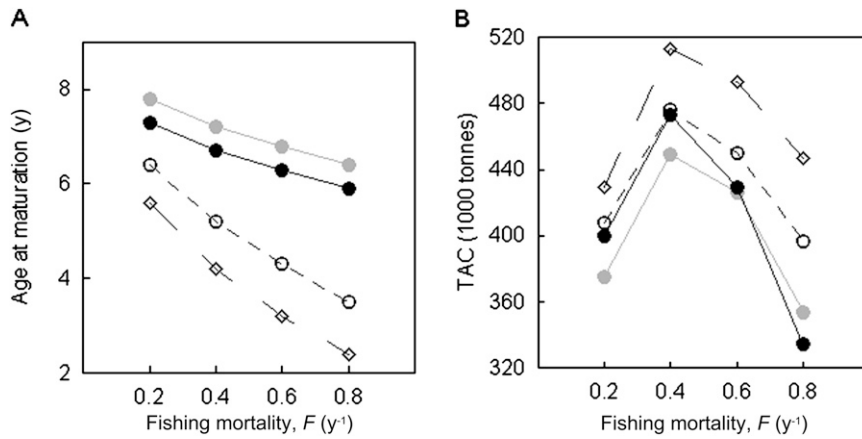 A
Age at maturation (y)
8
6
4
2
0.2 0.4 0.6 0.8
Fishing mortality, F (y-1)
B
TAC (1000 tonnes)
520
480
440
400
360
320
0.2 0.4 0.6 0.8
Fishing mortality, F (y-1)